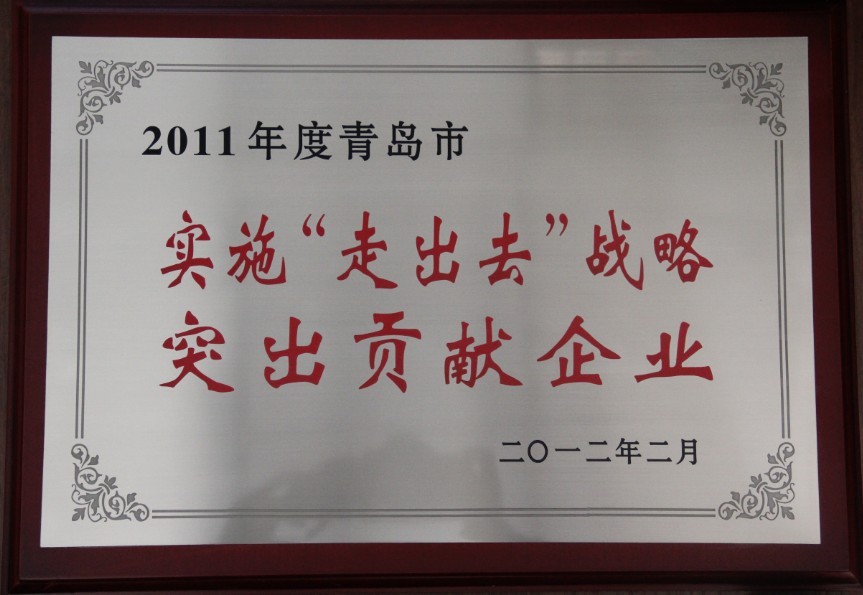 2011年度青岛市
实施“走出去”战略
突出贡献企业
二〇一二年二月